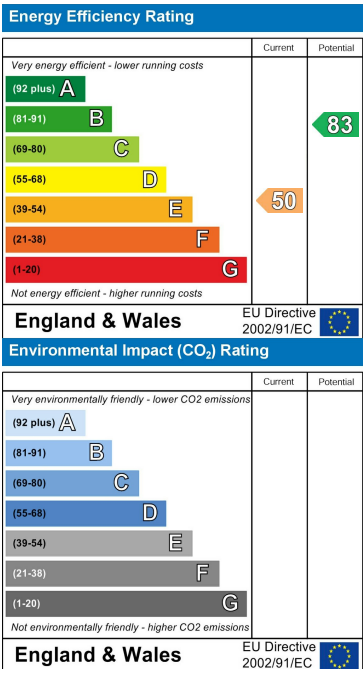 Energy Efficiency Rating
Current Potential
Very energy efficient - lower running costs
(92 plus) A
(81-91) B
83
(69-80) C
(55-68) D
(39-54) E
50
(21-38) F
(1-20) G
Not energy efficient - higher running costs
England & Wales
EU Directive
2002/91/EC
Environmental Impact (CO₂) Rating
Current Potential
Very environmentally friendly - lower CO2 emissions
(92 plus) A
(81-91) B
(69-80) C
(55-68) D
(39-54) E
(21-38) F
(1-20) G
Not environmentally friendly - higher CO2 emissions
England & Wales
EU Directive
2002/91/EC